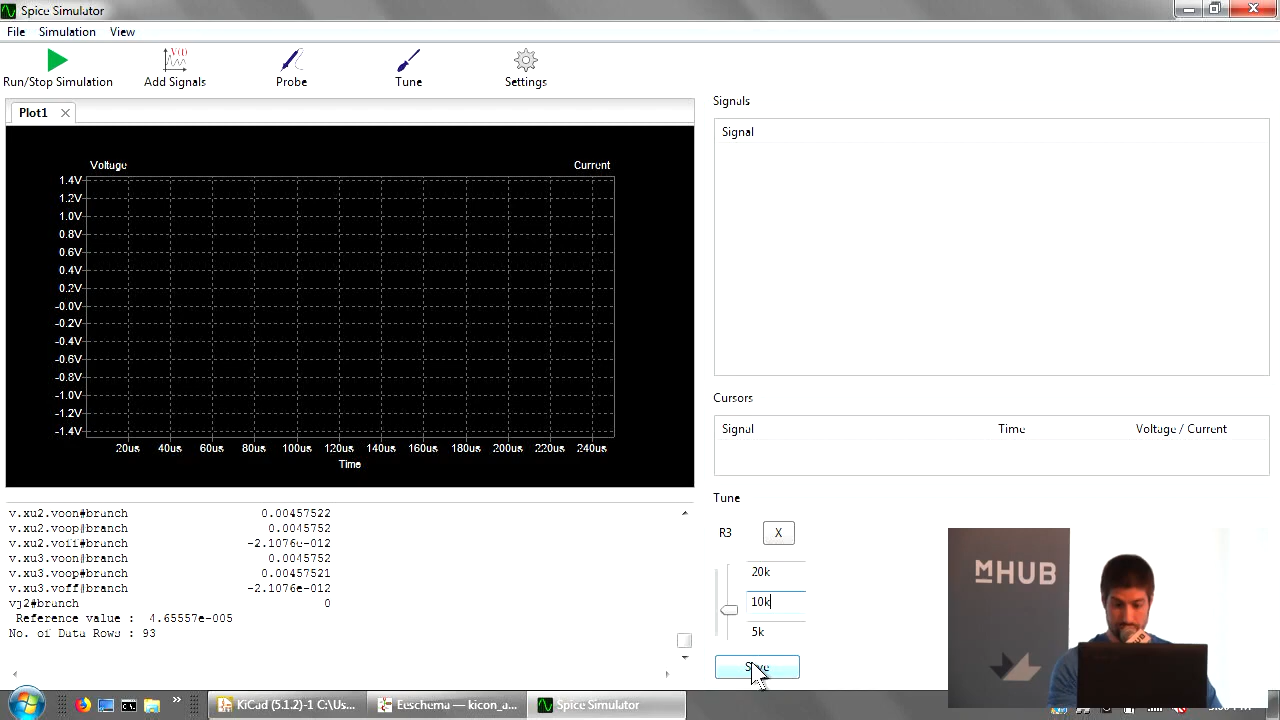 Spice Simulator
File Simulation View
Run/Stop Simulation Add Signals Probe Tune Settings
Plot1
Voltage Current
1.4V
1.2V
1.0V
0.8V
0.6V
0.4V
0.2V
-0.0V
-0.2V
-0.4V
-0.6V
-0.8V
-1.0V
-1.2V
-1.4V
20us 40us 60us 80us 100us 120us 140us 160us 180us 200us 220us 240us
Time
v.xu2.voon#branch 0.00457522
v.xu2.voop#branch 0.0045752
v.xu2.voff#branch -2.1076e-012
v.xu3.voon#branch 0.0045752
v.xu3.voop#branch 0.00457521
v.xu3.voff#branch -2.1076e-012
#branch 0
Reference value : 4.65557e-005
No. of Data Rows : 93
Signals
Signal
Cursors
Signal Time Voltage / Current
Tune
R3 X
20k
10k
5k
Save
MHUB
KiCad (5.1.2)-1 C:\Us... Eeschema — kicon_a... Spice Simulator